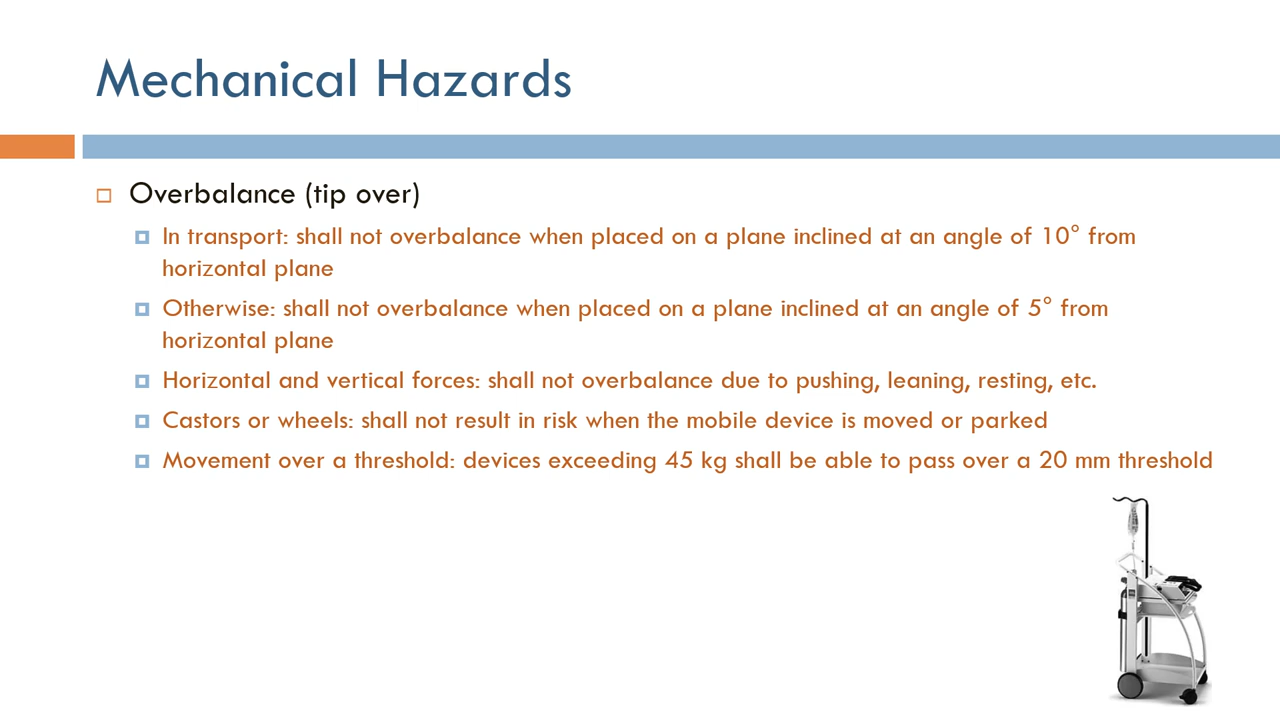 Mechanical Hazards
Overbalance (tip over)
In transport: shall not overbalance when placed on a plane inclined at an angle of 10° from
horizontal plane
Otherwise: shall not overbalance when placed on a plane inclined at an angle of 5° from
horizontal plane
Horizontal and vertical forces: shall not overbalance due to pushing, leaning, resting, etc.
Castors or wheels: shall not result in risk when the mobile device is moved or parked
Movement over a threshold: devices exceeding 45 kg shall be able to pass over a 20 mm threshold